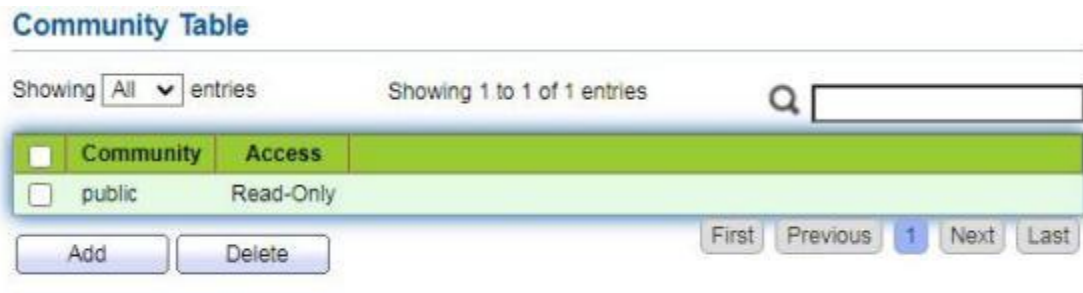 Community Table
Showing All entries Showing 1 to 1 of 1 entries
Community Access
public Read-Only
First Previous 1 Next Last
Add Delete